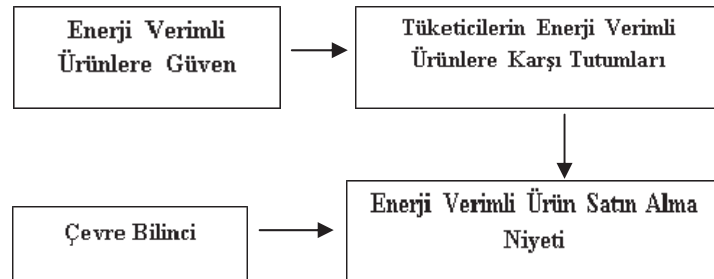 Enerji Verimli
Ürünlere Güven
Tüketicilerin Enerji Verimli
Ürünlere Karşı Tutumları
Çevre Bilinci
Enerji Verimli Ürün Satın Alma
Niyeti